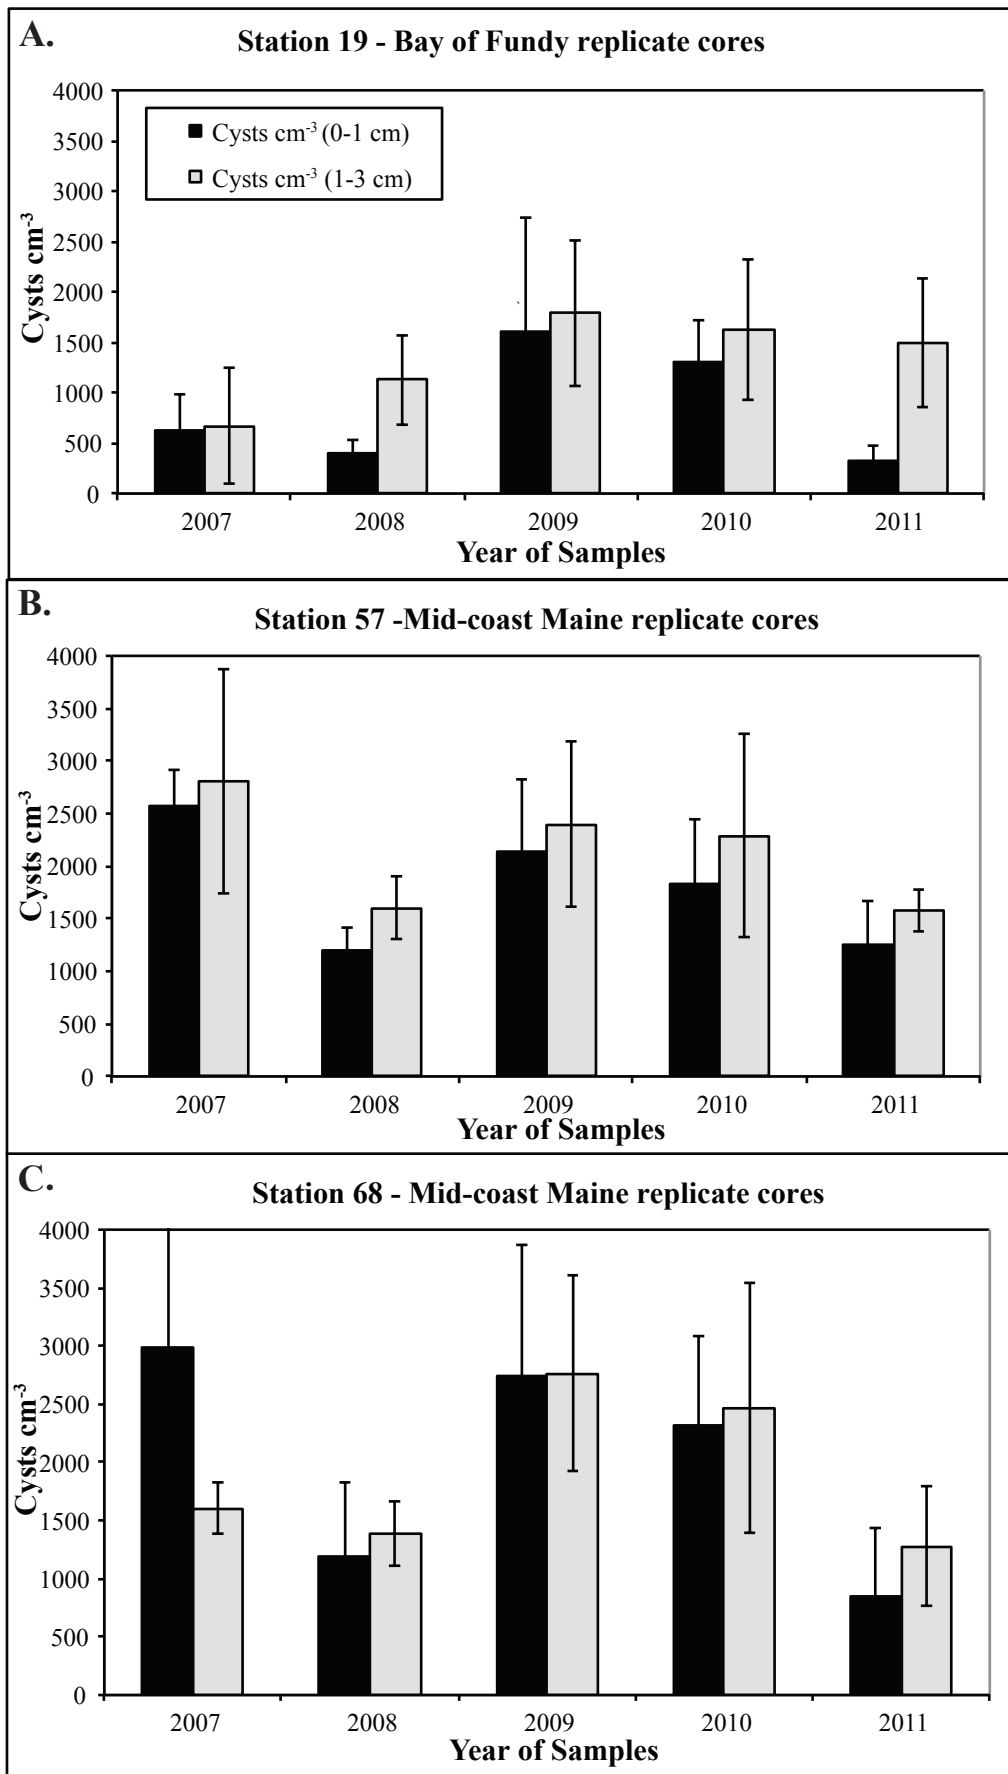 A.
Station 19 - Bay of Fundy replicate cores
4000
3500
3000
2500
2000
1500
1000
500
0
Cysts cm-3
Cysts cm-3 (0-1 cm)
Cysts cm-3 (1-3 cm)
2007 2008 2009 2010 2011
Year of Samples
B.
Station 57 -Mid-coast Maine replicate cores
4000
3500
3000
2500
2000
1500
1000
500
0
Cysts cm-3
2007 2008 2009 2010 2011
Year of Samples
C.
Station 68 - Mid-coast Maine replicate cores
4000
3500
3000
2500
2000
1500
1000
500
0
Cysts cm-3
2007 2008 2009 2010 2011
Year of Samples